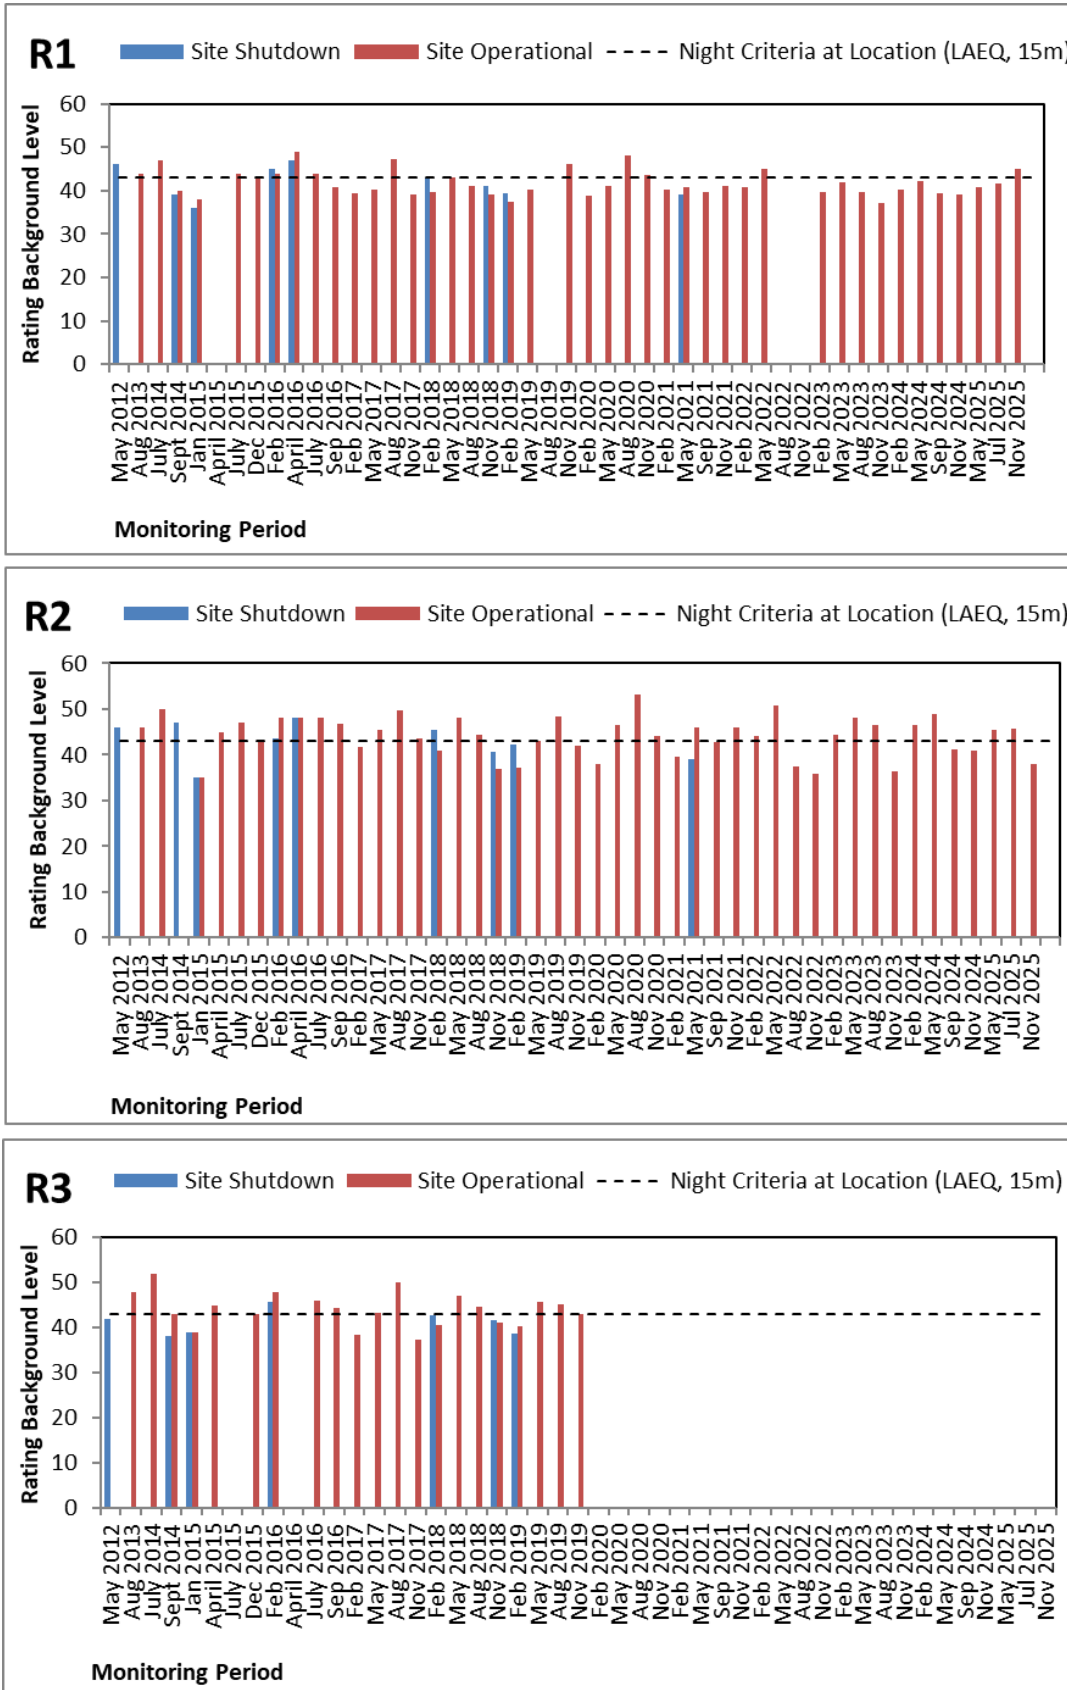 R1
Site Shutdown Site Operational Night Criteria at Location (LAEQ, 15m)
Rating Background Level
60
50
40
30
20
10
0
May 2012
Aug 2013
July 2014
Sept 2014
Jan 2015
April 2015
July 2015
Dec 2015
Feb 2016
April 2016
July 2016
Sep 2016
Feb 2017
May 2017
Aug 2017
Nov 2017
Feb 2018
May 2018
Aug 2018
Nov 2018
Feb 2019
May 2019
Aug 2019
Nov 2019
Feb 2020
May 2020
Aug 2020
Nov 2020
Feb 2021
May 2021
Sep 2021
Nov 2021
Feb 2022
May 2022
Aug 2022
Nov 2022
Feb 2023
May 2023
Aug 2023
Nov 2023
Feb 2024
May 2024
Sep 2024
Nov 2024
May 2025
Jul 2025
Nov 2025
Monitoring Period
R2
Site Shutdown Site Operational Night Criteria at Location (LAEQ, 15m)
Rating Background Level
60
50
40
30
20
10
0
May 2012
Aug 2013
July 2014
Sept 2014
Jan 2015
April 2015
July 2015
Dec 2015
Feb 2016
April 2016
July 2016
Sep 2016
Feb 2017
May 2017
Aug 2017
Nov 2017
Feb 2018
May 2018
Aug 2018
Nov 2018
Feb 2019
May 2019
Aug 2019
Nov 2019
Feb 2020
May 2020
Aug 2020
Nov 2020
Feb 2021
May 2021
Sep 2021
Nov 2021
Feb 2022
May 2022
Aug 2022
Nov 2022
Feb 2023
May 2023
Aug 2023
Nov 2023
Feb 2024
May 2024
Sep 2024
Nov 2024
May 2025
Jul 2025
Nov 2025
Monitoring Period
R3
Site Shutdown Site Operational Night Criteria at Location (LAEQ, 15m)
Rating Background Level
60
50
40
30
20
10
0
May 2012
Aug 2013
July 2014
Sept 2014
Jan 2015
April 2015
July 2015
Dec 2015
Feb 2016
April 2016
July 2016
Sep 2016
Feb 2017
May 2017
Aug 2017
Nov 2017
Feb 2018
May 2018
Aug 2018
Nov 2018
Feb 2019
May 2019
Aug 2019
Nov 2019
Feb 2020
May 2020
Aug 2020
Nov 2020
Feb 2021
May 2021
Sep 2021
Nov 2021
Feb 2022
May 2022
Aug 2022
Nov 2022
Feb 2023
May 2023
Aug 2023
Nov 2023
Feb 2024
May 2024
Sep 2024
Nov 2024
May 2025
Jul 2025
Nov 2025
Monitoring Period